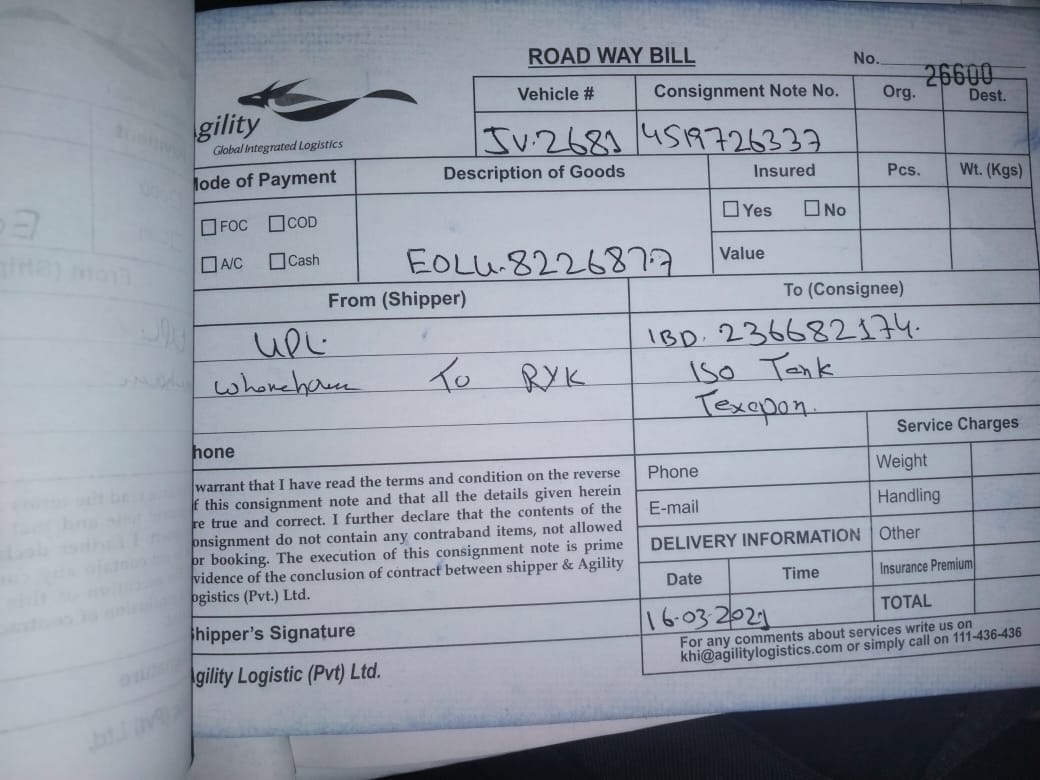 ROAD WAY BILL
No. 26600
gility
Global Integrated Logistics
Vehicle #
Consignment Note No.
Org.
Dest.
JV.2681
4519726337
lode of Payment
Description of Goods
Insured
Pcs.
Wt. (Kgs)
FOC
COD
Yes
No
A/C
Cash
EOLU.8226877
Value
From (Shipper)
To (Consignee)
UPL.
IBD. 236682174.
To RYK
ISO Tank
Texapon.
hone
Service Charges
warrant that I have read the terms and condition on the reverse
f this consignment note and that all the details given herein
re true and correct. I further declare that the contents of the
onsignment do not contain any contraband items, not allowed
or booking. The execution of this consignment note is prime
vidence of the conclusion of contract between shipper & Agility
ogistics (Pvt.) Ltd.
Phone
Weight
E-mail
Handling
DELIVERY INFORMATION
Other
Date
Time
Insurance Premium
16-03-2021
TOTAL
hipper's Signature
For any comments about services write us on
khi@agilitylogistics.com or simply call on 111-436-436
gility Logistic (Pvt) Ltd.